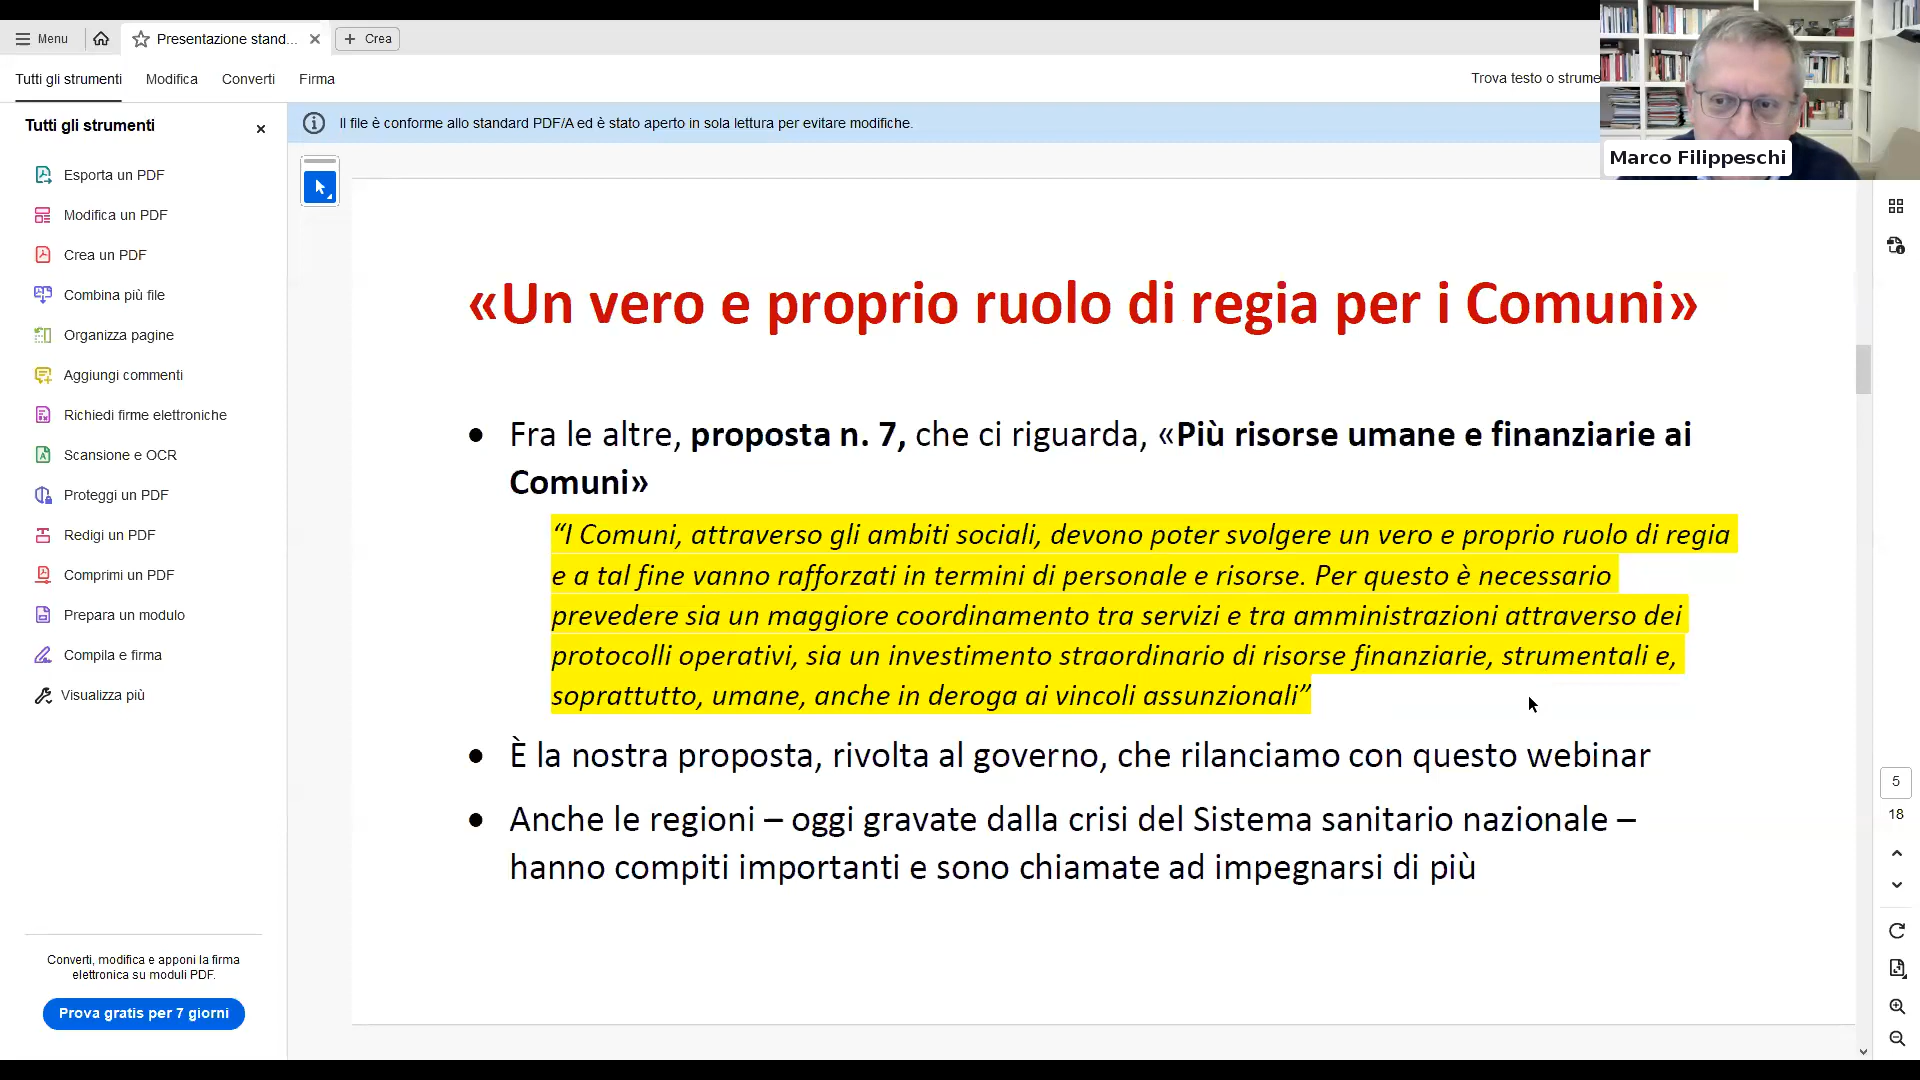 Menu
Presentazione stand...
Crea
Tutti gli strumenti
Modifica
Converti
Firma
Trova testo o strume
Tutti gli strumenti
Il file è conforme allo standard PDF/A ed è stato aperto in sola lettura per evitare modifiche.
Marco Filippeschi
Esporta un PDF
Modifica un PDF
Crea un PDF
Combina più file
Organizza pagine
Aggiungi commenti
Richiedi firme elettroniche
Scansione e OCR
Proteggi un PDF
Redigi un PDF
Comprimi un PDF
Prepara un modulo
Compila e firma
Visualizza più
Converti, modifica e apponi la firma
elettronica su moduli PDF.
Prova gratis per 7 giorni
«Un vero e proprio ruolo di regia per i Comuni»
• Fra le altre, proposta n. 7, che ci riguarda, «Più risorse umane e finanziarie ai
Comuni»
“I Comuni, attraverso gli ambiti sociali, devono poter svolgere un vero e proprio ruolo di regia
e a tal fine vanno rafforzati in termini di personale e risorse. Per questo è necessario
prevedere sia un maggiore coordinamento tra servizi e tra amministrazioni attraverso dei
protocolli operativi, sia un investimento straordinario di risorse finanziarie, strumentali e,
soprattutto, umane, anche in deroga ai vincoli assunzionali”
• È la nostra proposta, rivolta al governo, che rilanciamo con questo webinar
• Anche le regioni – oggi gravate dalla crisi del Sistema sanitario nazionale –
hanno compiti importanti e sono chiamate ad impegnarsi di più
5
18